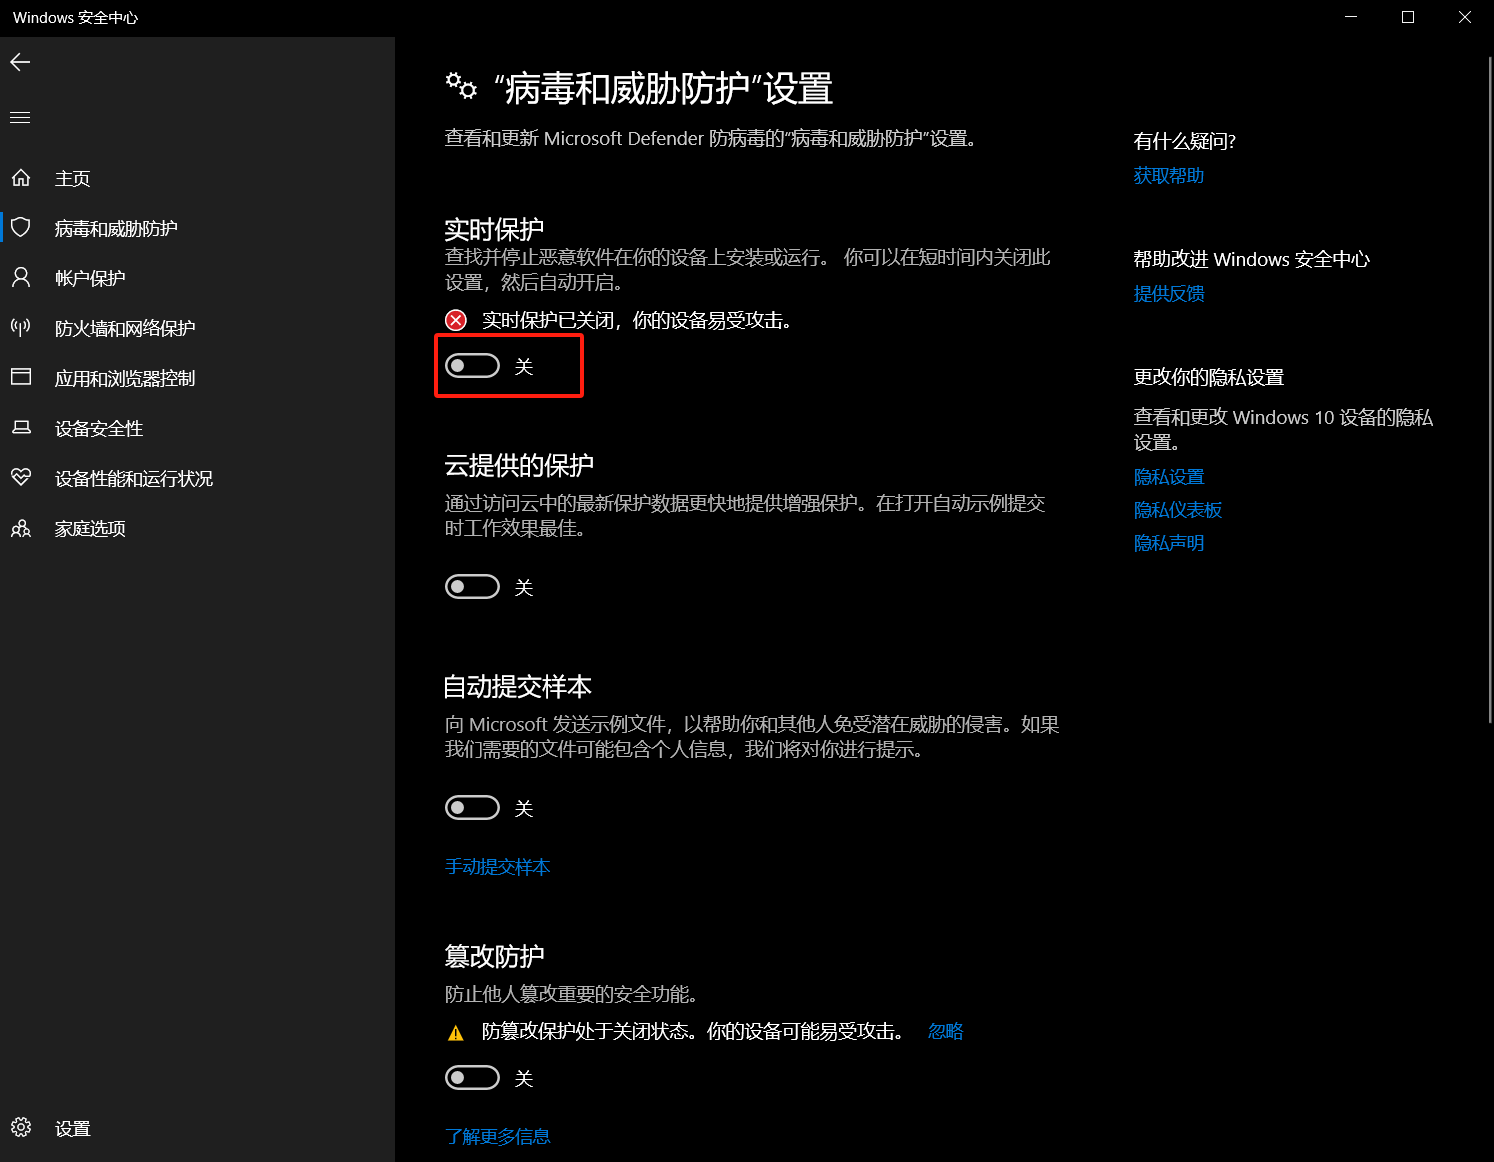 Windows 安全中心
主页
病毒和威胁防护
帐户保护
防火墙和网络保护
应用和浏览器控制
设备安全性
设备性能和运行状况
家庭选项
设置
“病毒和威胁防护”设置
查看和更新 Microsoft Defender 防病毒的“病毒和威胁防护”设置。
实时保护
查找并停止恶意软件在你的设备上安装或运行。 你可以在短时间内关闭此
设置，然后自动开启。
实时保护已关闭，你的设备易受攻击。
关
云提供的保护
通过访问云中的最新保护数据更快地提供增强保护。在打开自动示例提交
时工作效果最佳。
关
自动提交样本
向 Microsoft 发送示例文件，以帮助你和其他人免受潜在威胁的侵害。如果
我们需要的文件可能包含个人信息，我们将对你进行提示。
关
手动提交样本
篡改防护
防止他人篡改重要的安全功能。
防篡改保护处于关闭状态。你的设备可能易受攻击。 忽略
关
了解更多信息
有什么疑问?
获取帮助
帮助改进 Windows 安全中心
提供反馈
更改你的隐私设置
查看和更改 Windows 10 设备的隐私
设置。
隐私设置
隐私仪表板
隐私声明